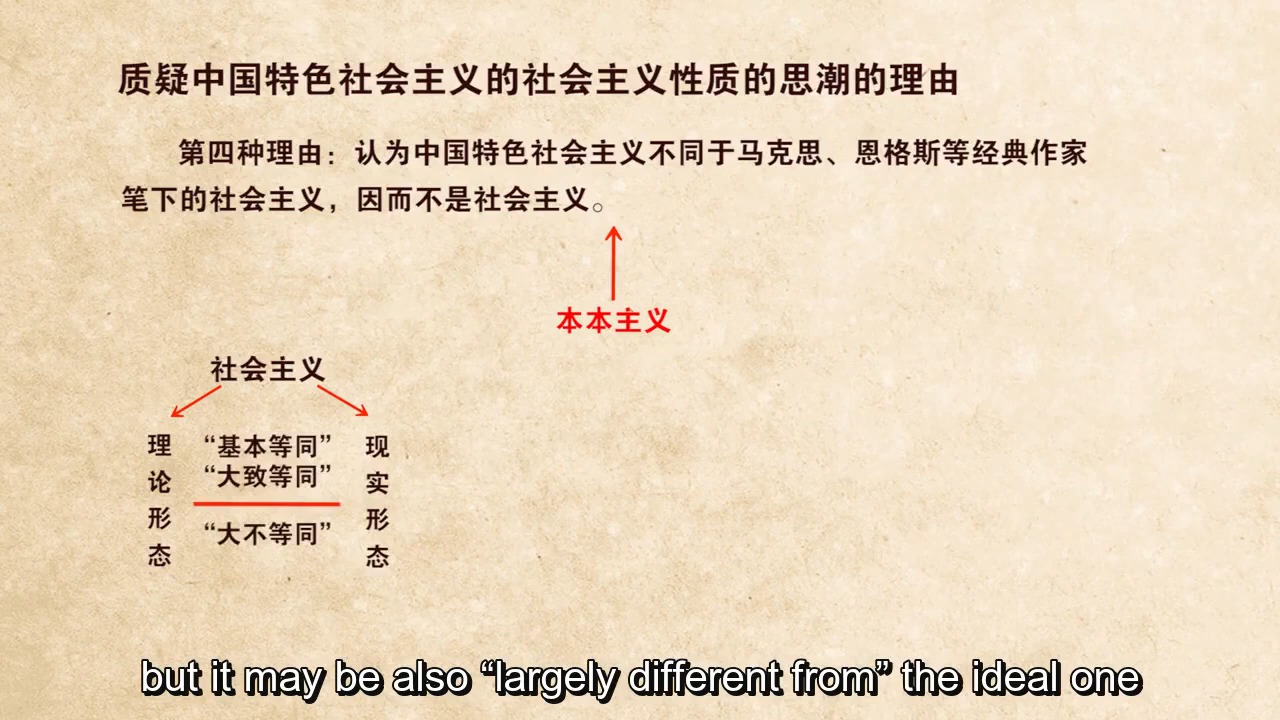 质疑中国特色社会主义的社会主义性质的思潮的理由
第四种理由：认为中国特色社会主义不同于马克思、恩格斯等经典作家
笔下的社会主义，因而不是社会主义。
本本主义
社会主义
理论形态
“基本等同”
“大致等同”
“大不等同”
现实形态
but it may be also “largely different from” the ideal one